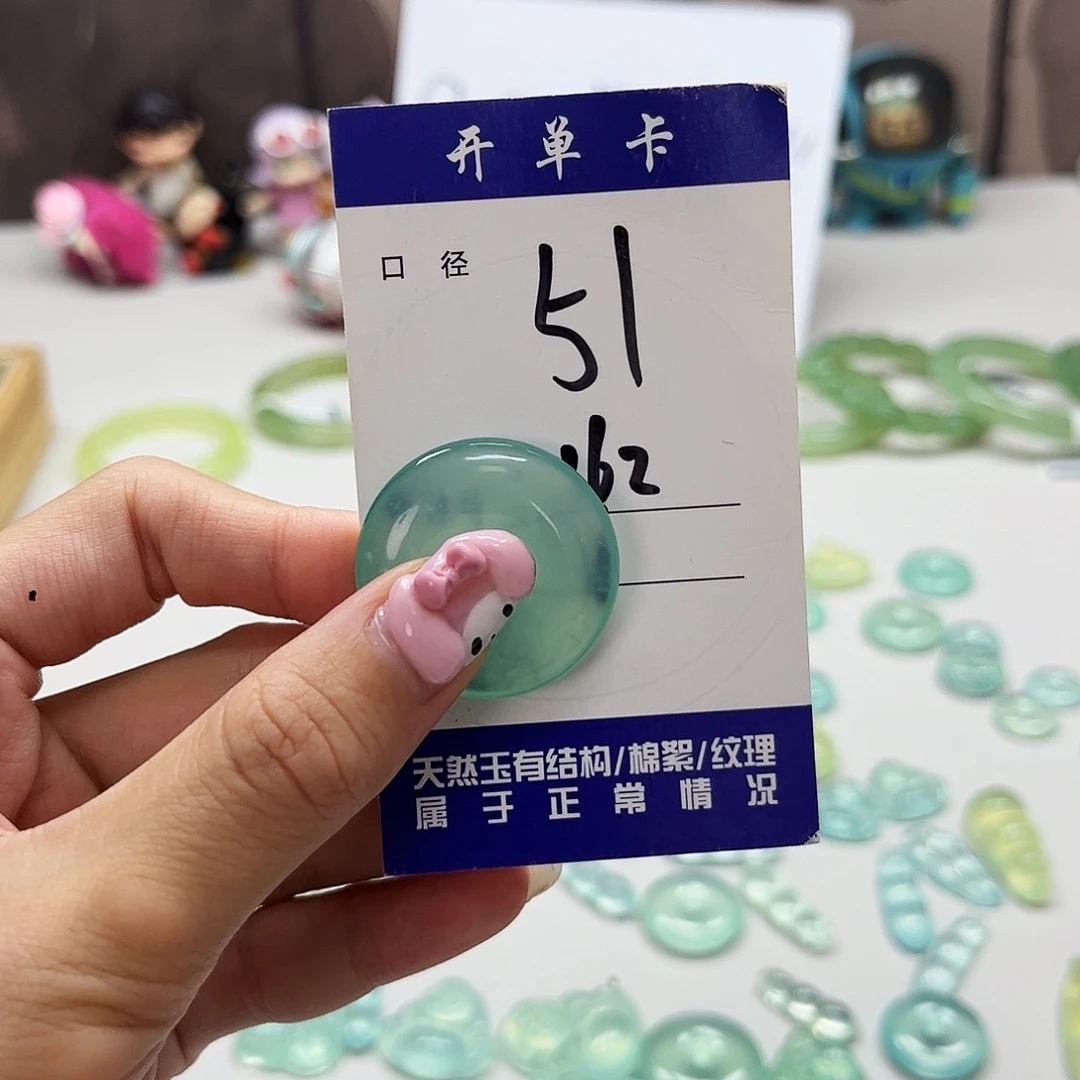 开单卡
口径 51
162
天然玉有结构/棉絮/纹理
属于正常情况